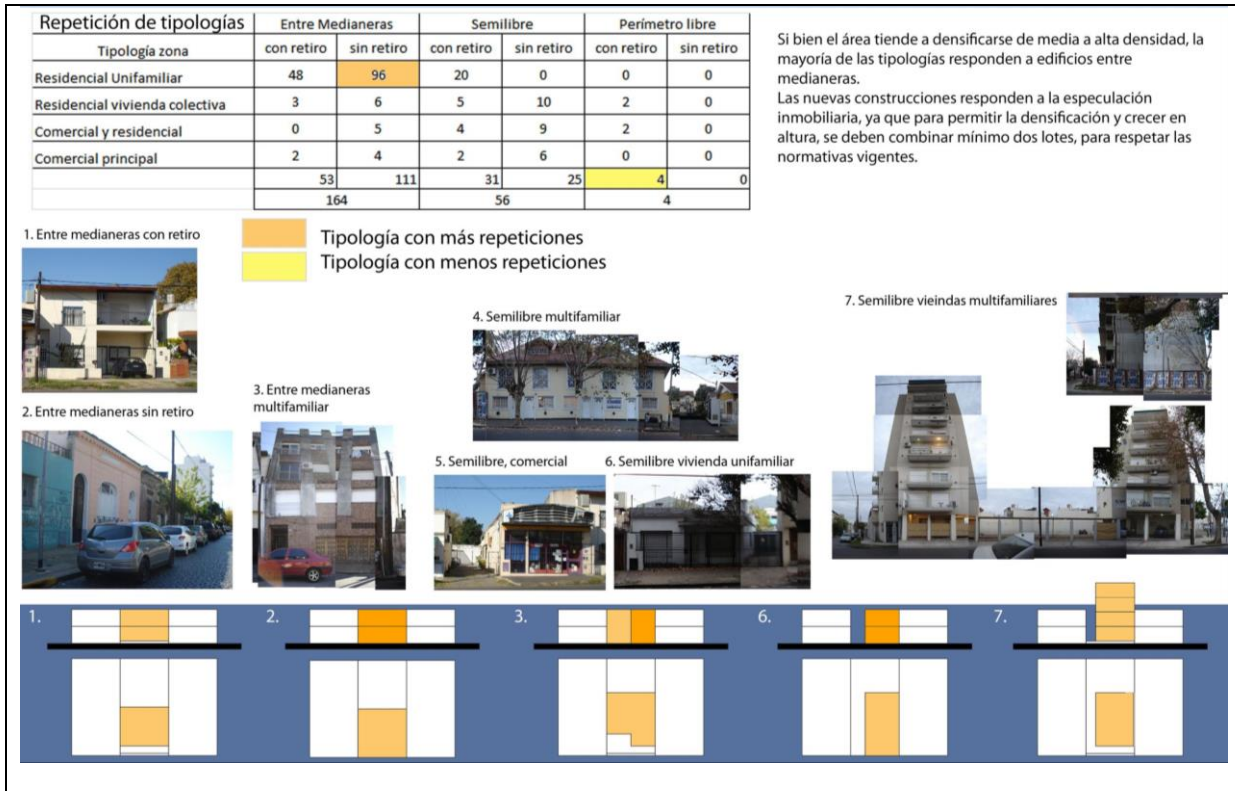 Repetición de tipologías Entre Medianeras Semilibre Perímetro libre
Tipología zona con retiro sin retiro con retiro sin retiro con retiro sin retiro
Residencial Unifamiliar 48 96 20 0 0 0
Residencial vivienda colectiva 3 6 5 10 2 0
Comercial y residencial 0 5 4 9 2 0
Comercial principal 2 4 2 6 0 0
53 111 31 25 4 0
164 56 4
Si bien el área tiende a densificarse de media a alta densidad, la
mayoría de las tipologías responden a edificios entre
medianeras.
Las nuevas construcciones responden a la especulación
inmobiliaria, ya que para permitir la densificación y crecer en
altura, se deben combinar mínimo dos lotes, para respetar las
normativas vigentes.
Tipología con más repeticiones
Tipología con menos repeticiones
1. Entre medianeras con retiro
2. Entre medianeras sin retiro
3. Entre medianeras
multifamiliar
4. Semilibre multifamiliar
5. Semilibre, comercial
6. Semilibre vivienda unifamiliar
7. Semilibre vieindas multifamiliares
1.
2.
3.
6.
7.